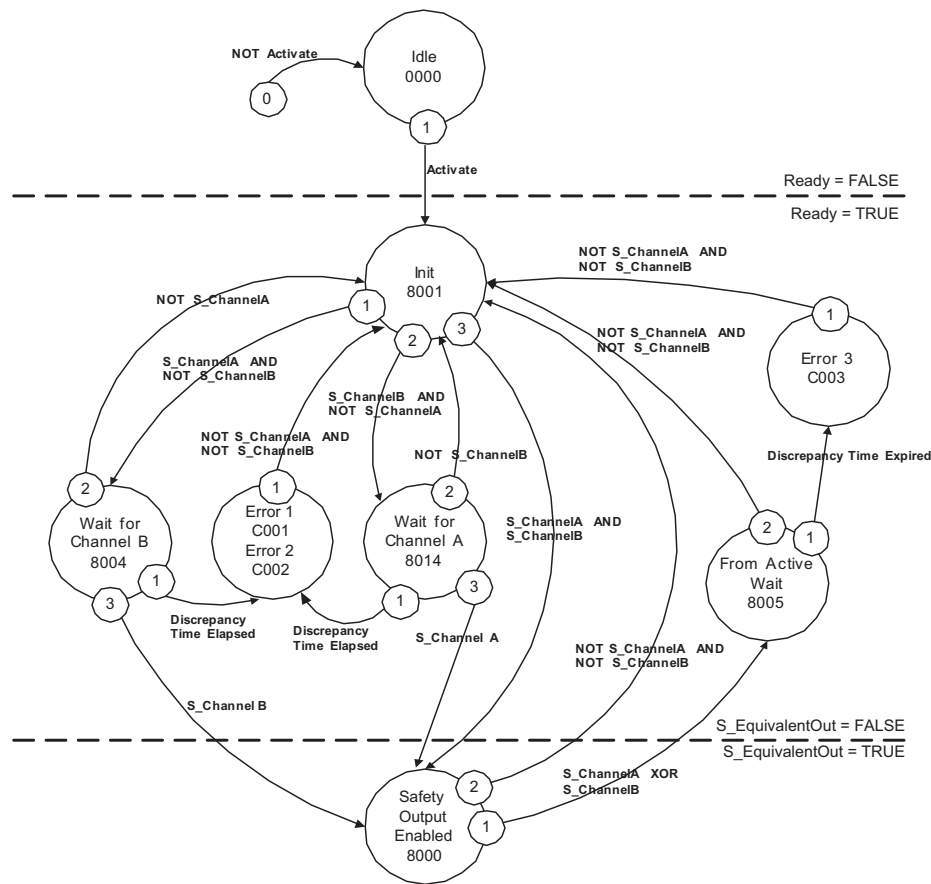 Idle
0000
NOT Activate
0
1
Activate
Ready = FALSE
Ready = TRUE
Init
8001
1
2
3
NOT S_ChannelA AND
NOT S_ChannelB
1
Error 3
C003
NOT S_ChannelA
S_ChannelA AND
NOT S_ChannelB
NOT S_ChannelA AND
NOT S_ChannelB
S_ChannelB AND
NOT S_ChannelA
NOT S_ChannelB
NOT S_ChannelA AND
NOT S_ChannelB
Discrepancy Time Expired
2
Wait for
Channel B
8004
1
3
1
Error 1
C001
Error 2
C002
2
Wait for
Channel A
8014
1
3
S_ChannelA AND
S_ChannelB
2
1
From Active
Wait
8005
Discrepancy
Time Elapsed
Discrepancy
Time Elapsed
S_Channel A
NOT S_ChannelA AND
NOT S_ChannelB
S_Channel B
S_EquivalentOut = FALSE
S_EquivalentOut = TRUE
S_ChannelA XOR
S_ChannelB
Safety
Output
Enabled
8000
2
1